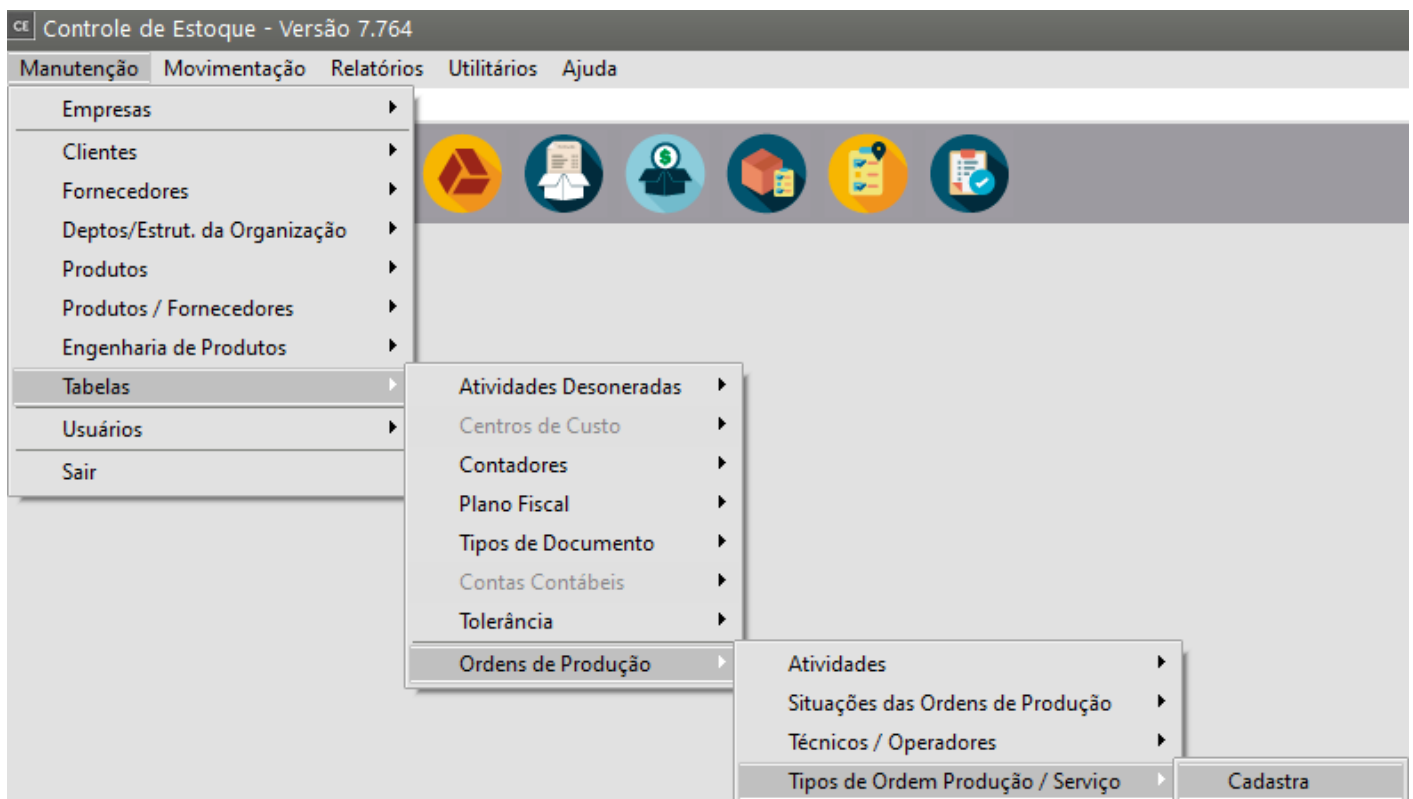 CE Controle de Estoque - Versão 7.764
Manutenção Movimentação Relatórios Utilitários Ajuda
Empresas
Clientes
Fornecedores
Deptos/Estrut. da Organização
Produtos
Produtos / Fornecedores
Engenharia de Produtos
Tabelas
Usuários
Sair
Atividades Desoneradas
Centros de Custo
Contadores
Plano Fiscal
Tipos de Documento
Contas Contábeis
Tolerância
Ordens de Produção
Atividades
Situações das Ordens de Produção
Técnicos / Operadores
Tipos de Ordem Produção / Serviço
Cadastra